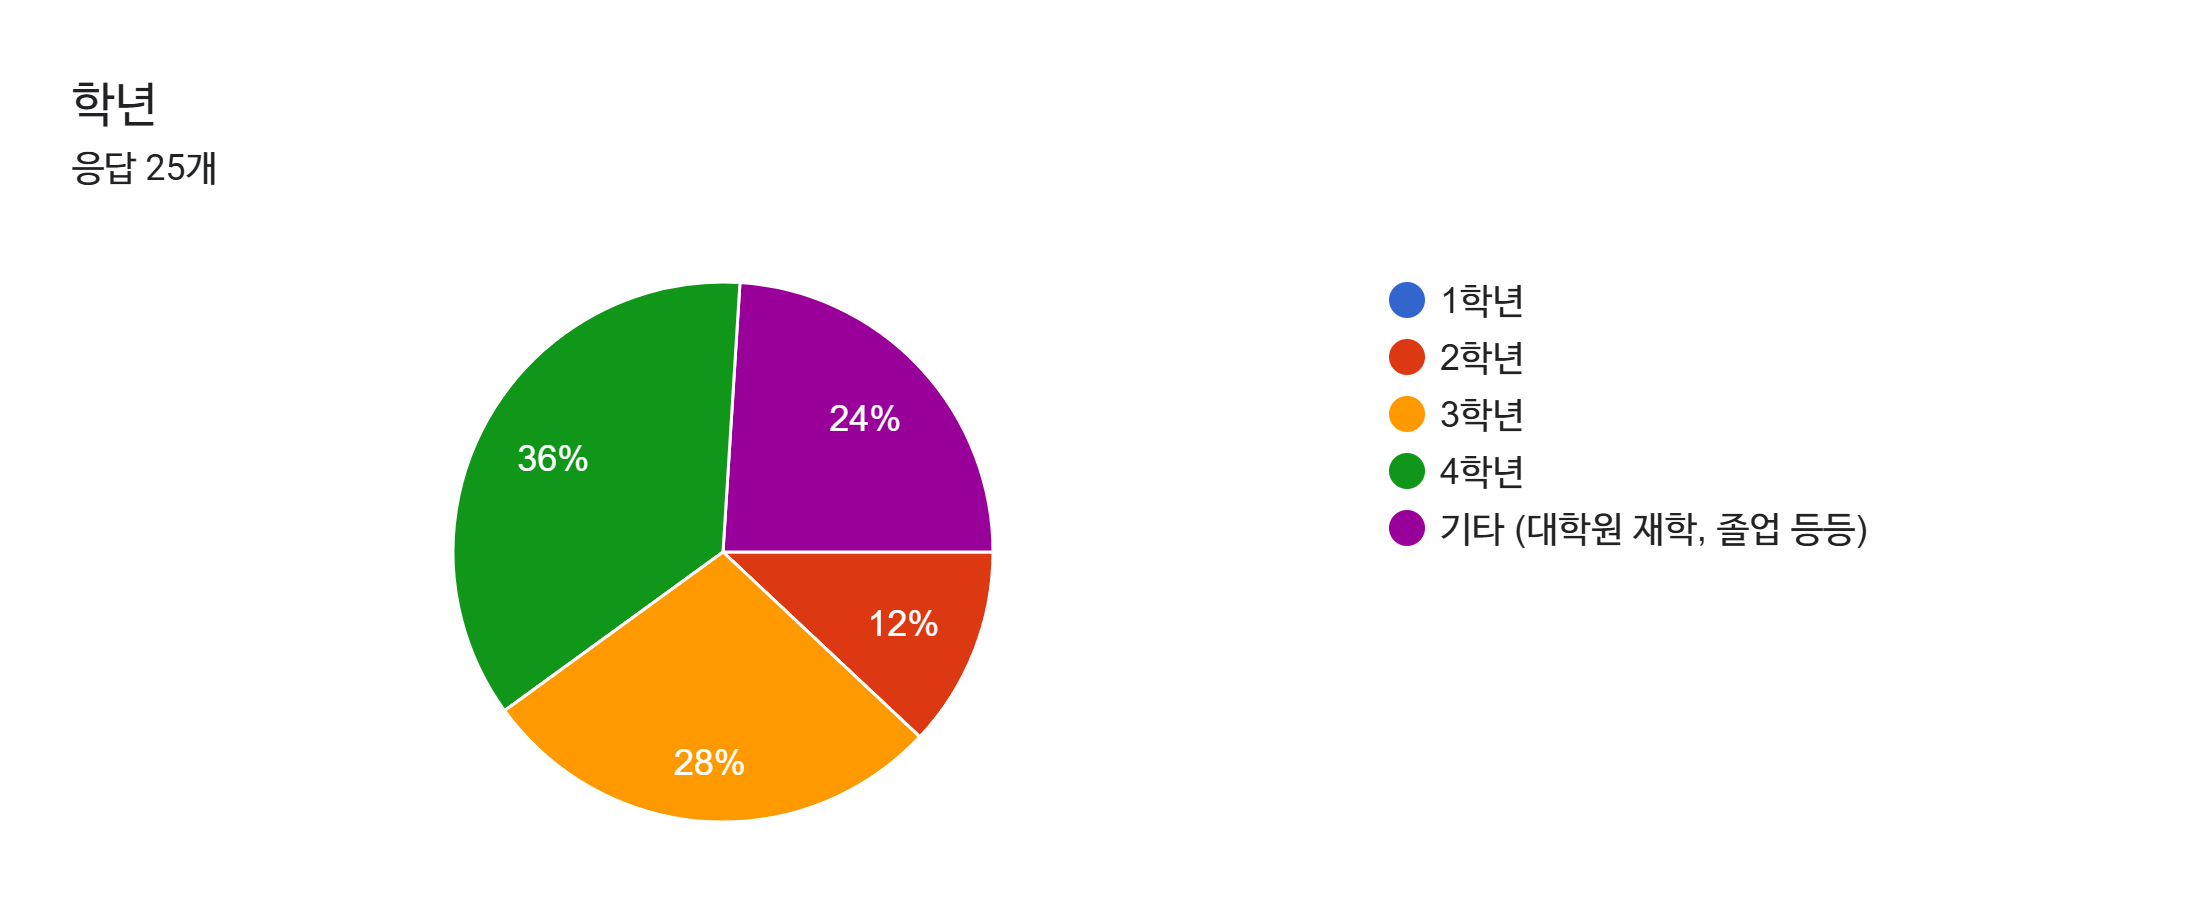 학년
응답 25개
24%
36%
12%
28%
1학년
2학년
3학년
4학년
기타 (대학원 재학, 졸업 등등)